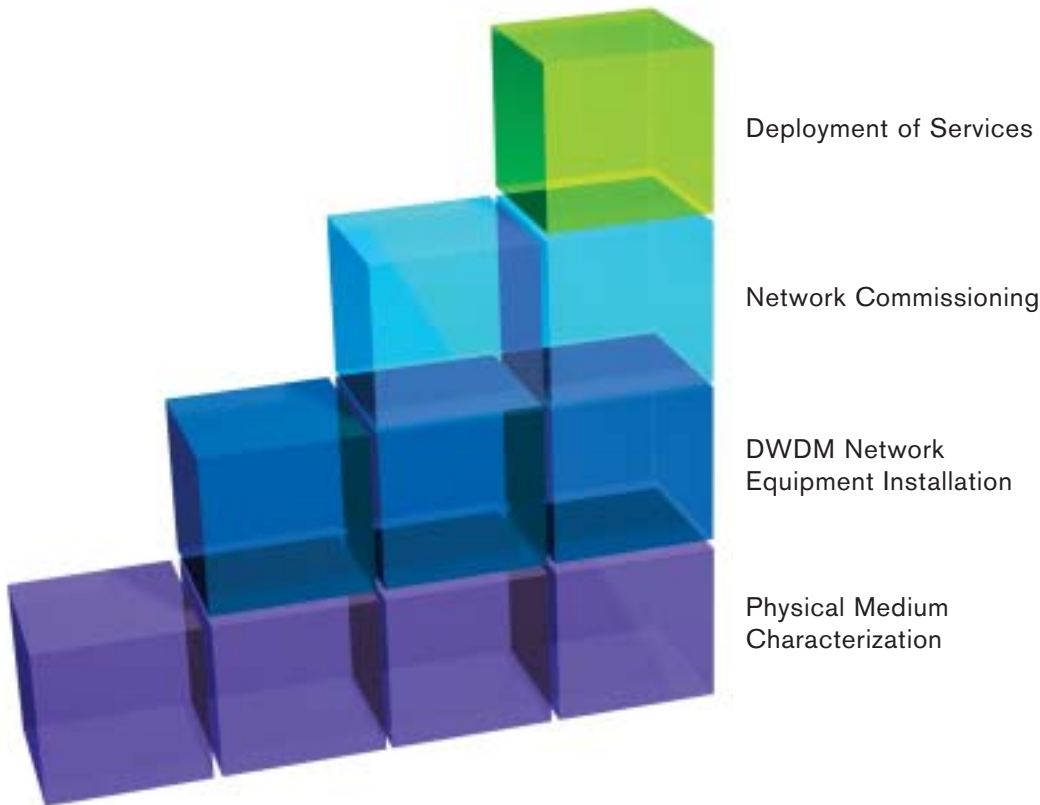 Deployment of Services
Network Commissioning
DWDM Network
Equipment Installation
Physical Medium
Characterization